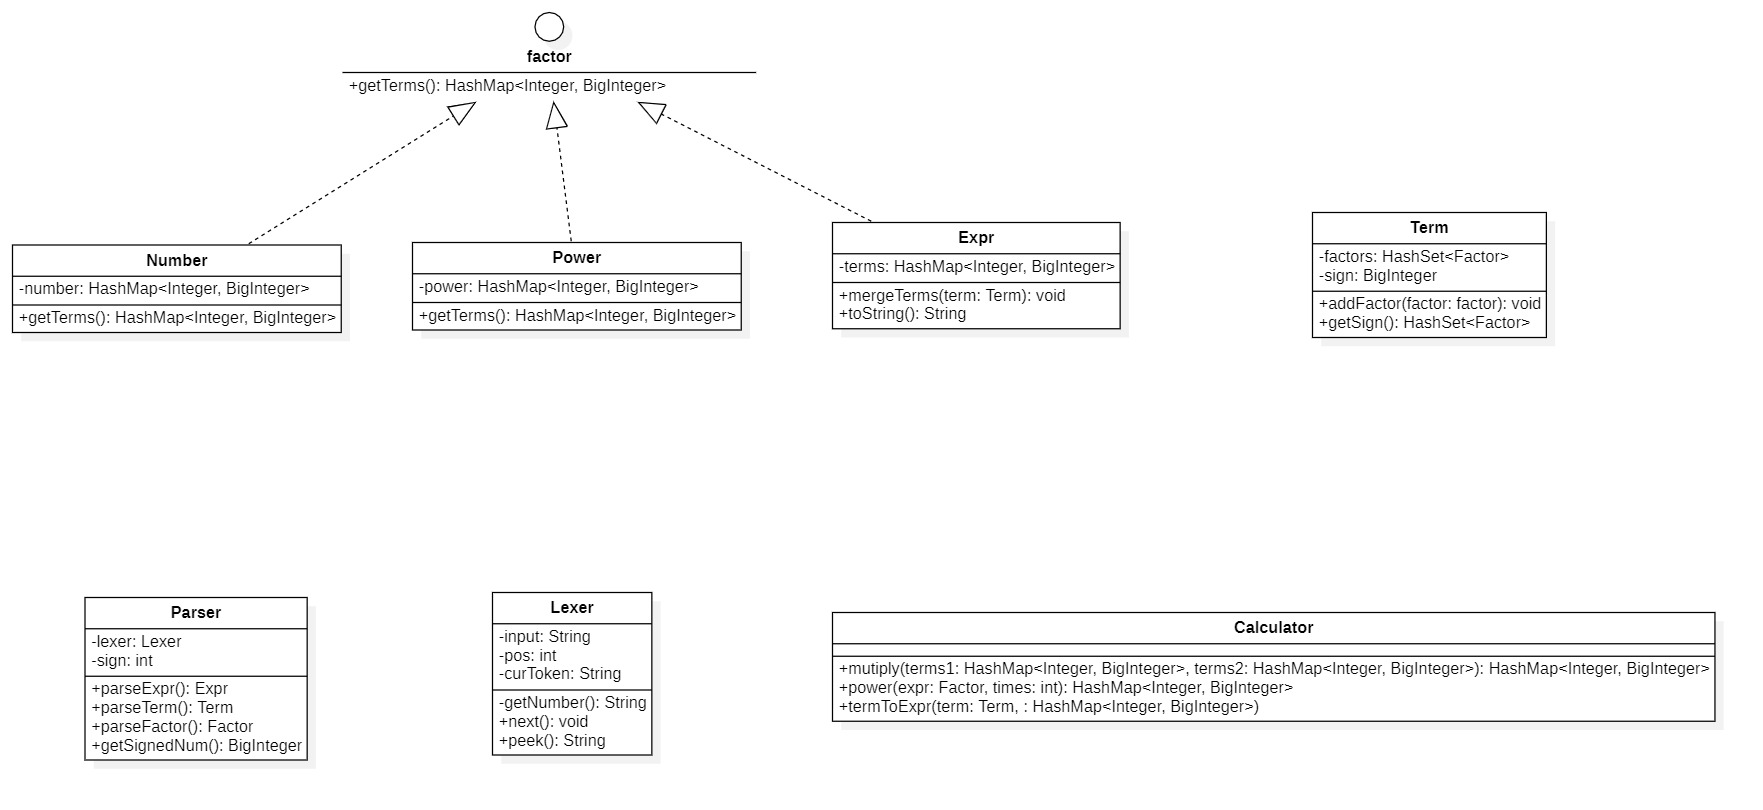 factor
+getTerms(): HashMap<Integer, BigInteger>
Number
-number: HashMap<Integer, BigInteger>
+getTerms(): HashMap<Integer, BigInteger>
Power
-power: HashMap<Integer, BigInteger>
+getTerms(): HashMap<Integer, BigInteger>
Expr
-terms: HashMap<Integer, BigInteger>
+mergeTerms(term: Term): void
+toString(): String
Term
-factors: HashSet<Factor>
-sign: BigInteger
+addFactor(factor: factor): void
+getSign(): HashSet<Factor>
Parser
-lexer: Lexer
-sign: int
+parseExpr(): Expr
+parseTerm(): Term
+parseFactor(): Factor
+getSignedNum(): BigInteger
Lexer
-input: String
-pos: int
-curToken: String
-getNumber(): String
+next(): void
+peek(): String
Calculator
+mutiply(terms1: HashMap<Integer, BigInteger>, terms2: HashMap<Integer, BigInteger>): HashMap<Integer, BigInteger>
+power(expr: Factor, times: int): HashMap<Integer, BigInteger>
+termToExpr(term: Term, : HashMap<Integer, BigInteger>)